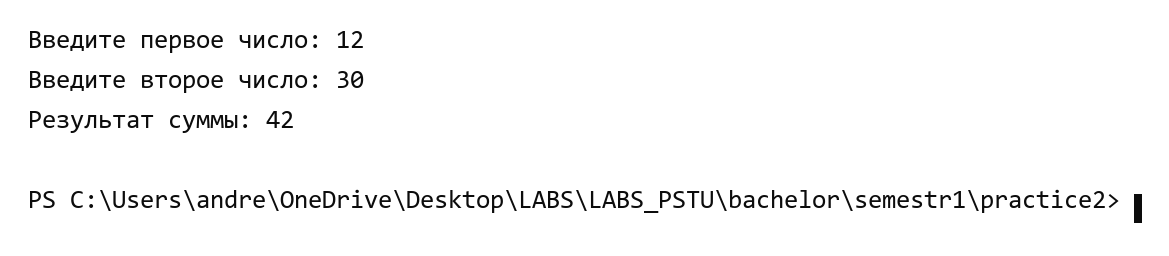 Введите первое число: 12
Введите второе число: 30
Результат суммы: 42
PS C:\Users\andre\OneDrive\Desktop\LABS\LABS_PSTU\bachelor\semestr1\practice2>